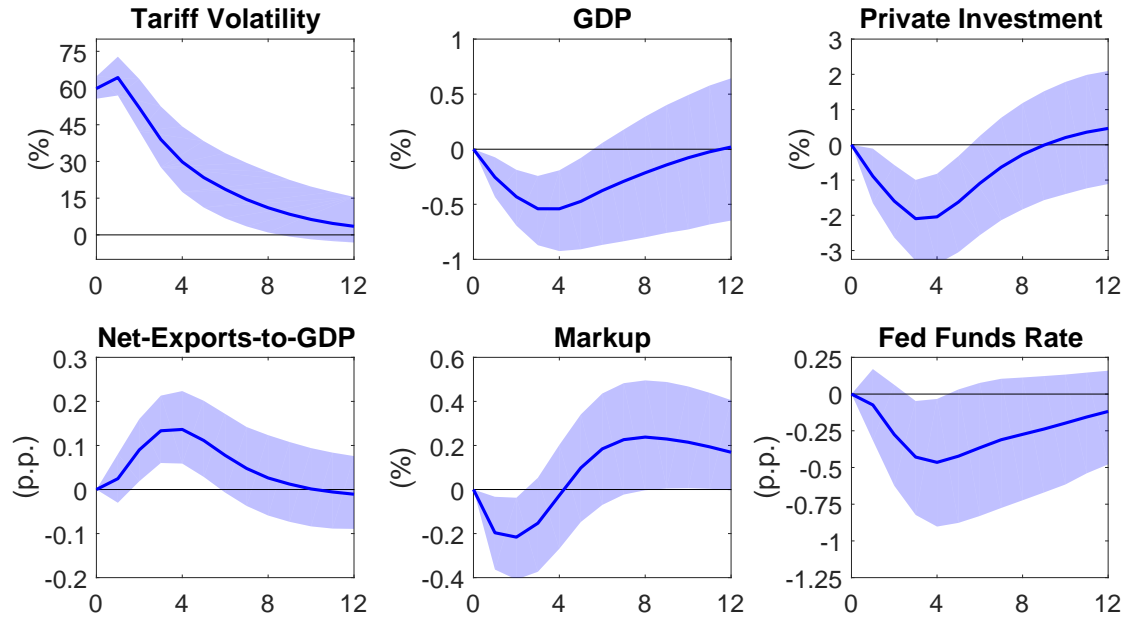 Tariff Volatility
(%)
75
60
45
30
15
0
0 4 8 12
GDP
(%)
1
0.5
0
-0.5
-1
0 4 8 12
Private Investment
(%)
3
2
1
0
-1
-2
-3
0 4 8 12
Net-Exports-to-GDP
(p.p.)
0.3
0.2
0.1
0
-0.1
-0.2
0 4 8 12
Markup
(%)
0.6
0.4
0.2
0
-0.2
-0.4
0 4 8 12
Fed Funds Rate
(p.p.)
0.25
0
-0.25
-0.5
-0.75
-1
-1.25
0 4 8 12